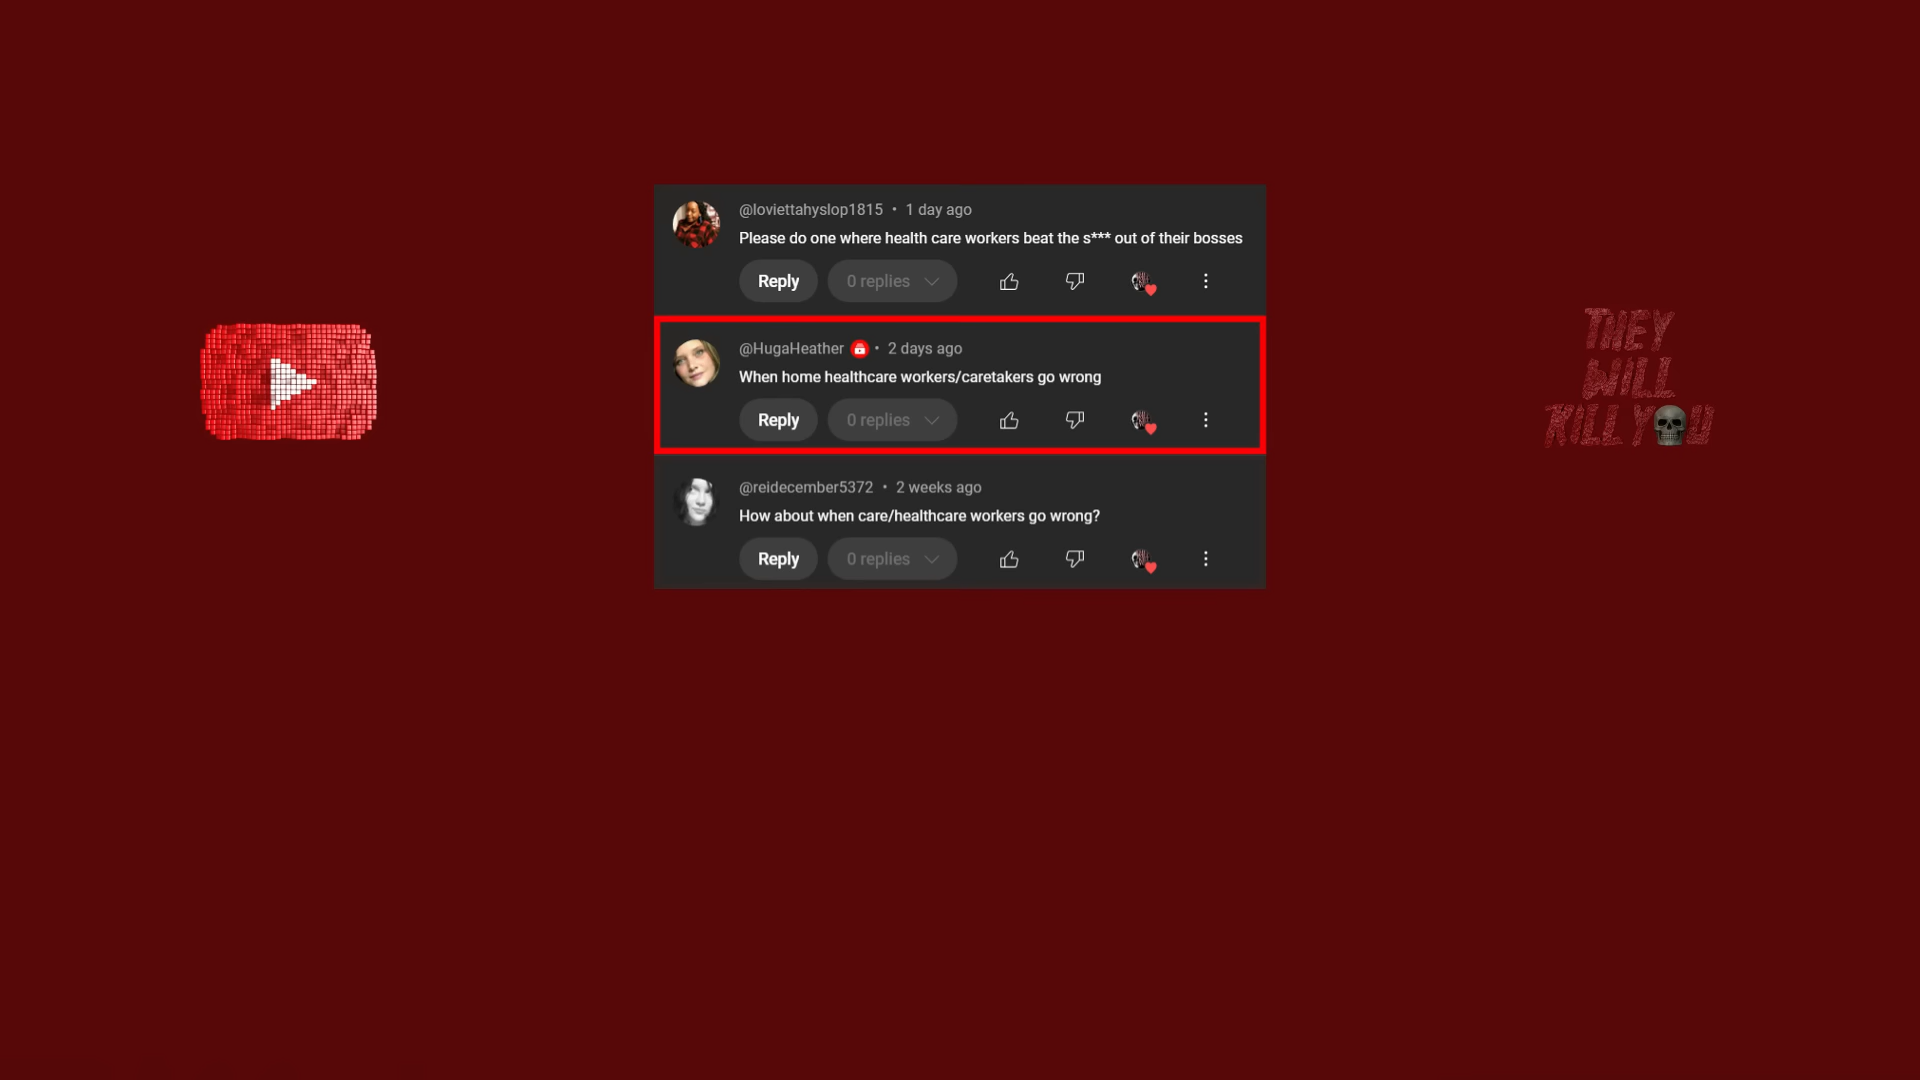 @loviettahyslop1815 • 1 day ago
Please do one where health care workers beat the s*** out of their bosses
Reply 0 replies
@HugaHeather • 2 days ago
When home healthcare workers/caretakers go wrong
Reply 0 replies
@reidecember5372 • 2 weeks ago
How about when care/healthcare workers go wrong?
Reply 0 replies
THEY
WILL
KILL YOU